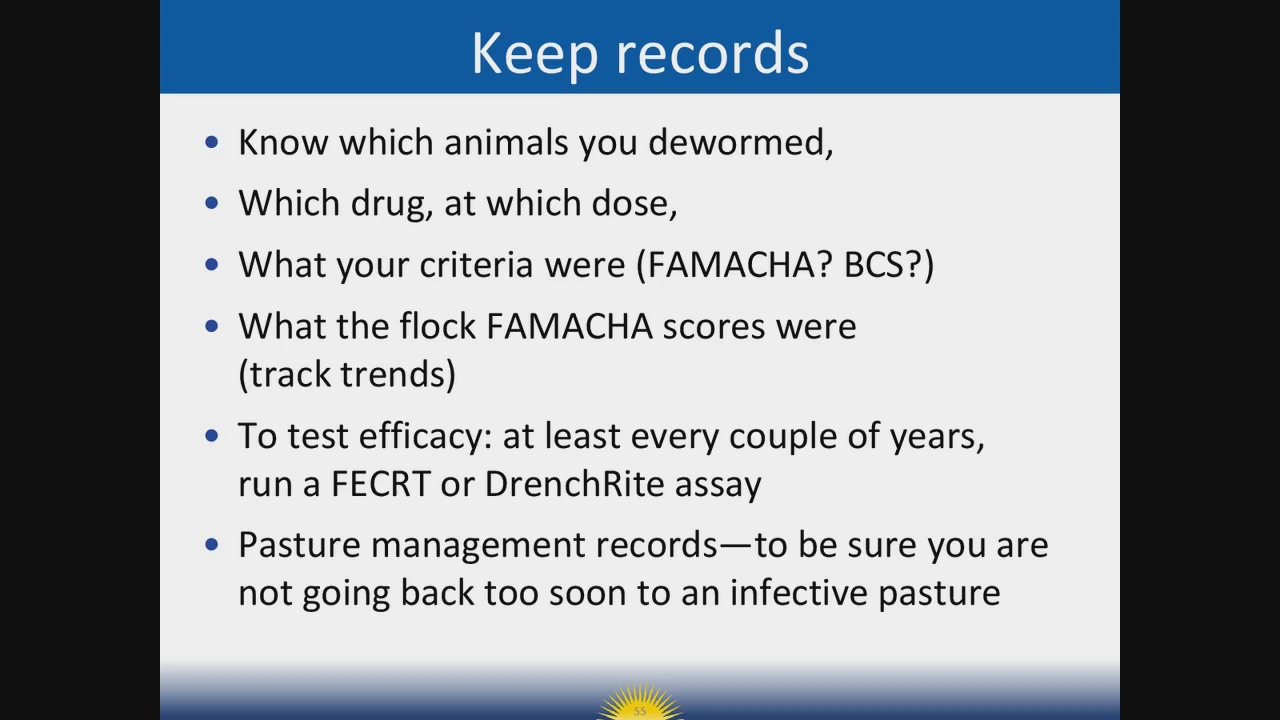 Keep records
• Know which animals you dewormed,
• Which drug, at which dose,
• What your criteria were (FAMACHA? BCS?)
• What the flock FAMACHA scores were
(track trends)
• To test efficacy: at least every couple of years,
run a FECRT or DrenchRite assay
• Pasture management records—to be sure you are
not going back too soon to an infective pasture
55